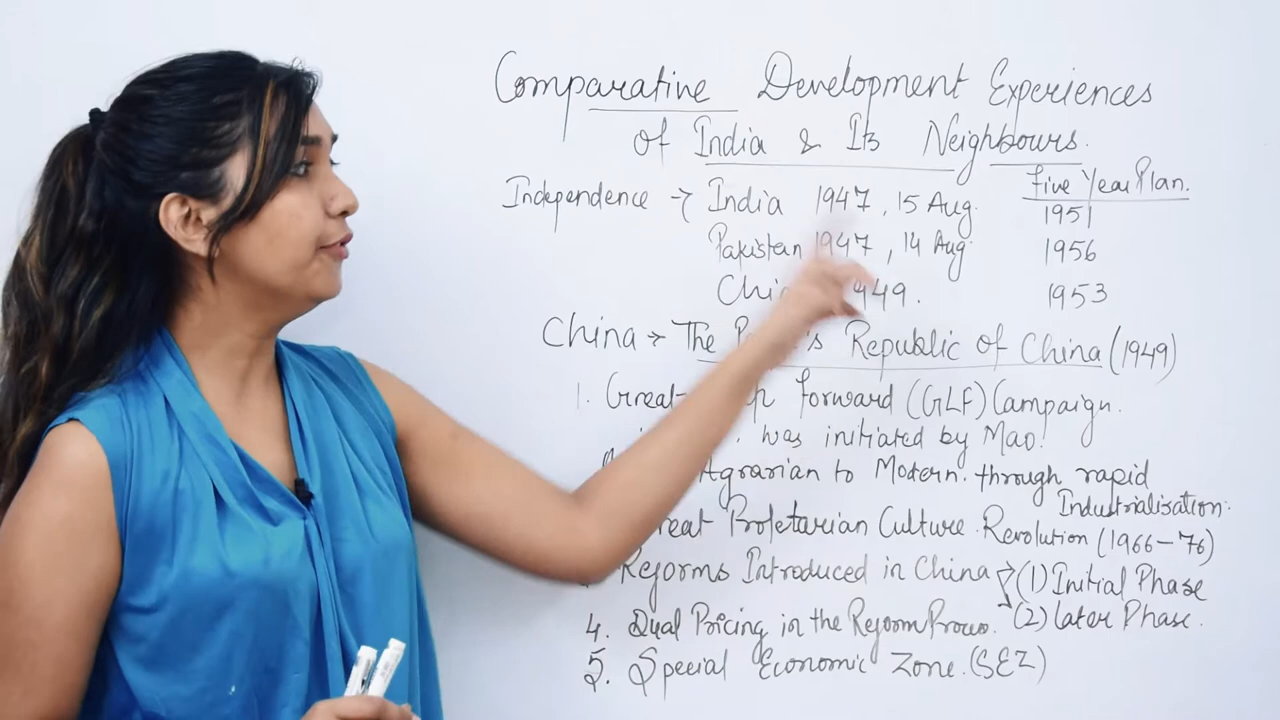 Comparative Development Experiences
of India & Its Neighbours.
Five Year Plan.
Independence → India 1947, 15 Aug. 1951
Pakistan 1947, 14 Aug. 1956
949. 1953
China → The Republic of China (1949)
1. Great forward (GLF) Campaign.
was initiated by Mao.
Agrarian to Modern. through rapid
Industrialisation.
Proletarian Culture Revolution (1966-76)
Reforms Introduced in China → (1) Initial Phase
(2) later Phase.
4. Dual Pricing in the Reform
5. Special Economic Zone. (SEZ)